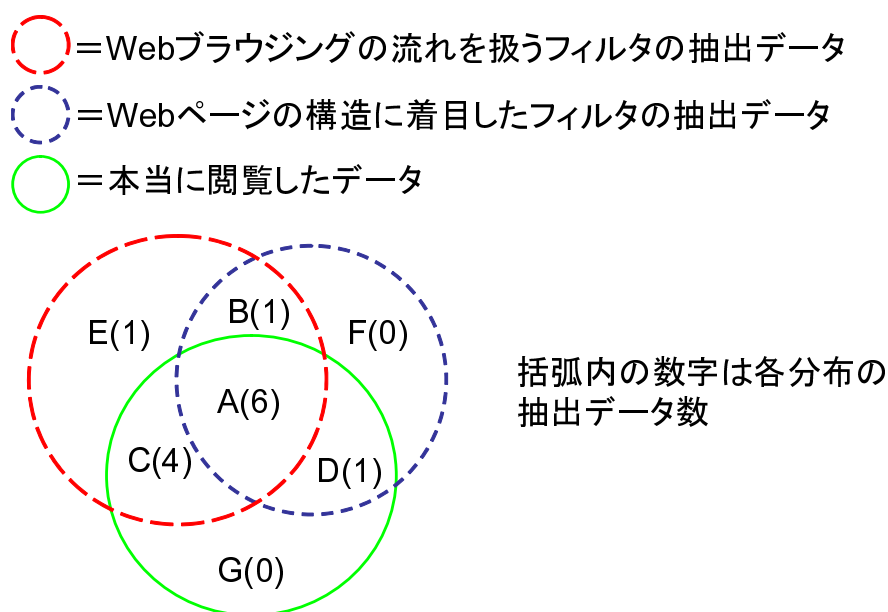 ＝Webブラウジングの流れを扱うフィルタの抽出データ
＝Webページの構造に着目したフィルタの抽出データ
＝本当に閲覧したデータ
E(1)
B(1)
F(0)
A(6)
C(4)
D(1)
G(0)
括弧内の数字は各分布の
抽出データ数